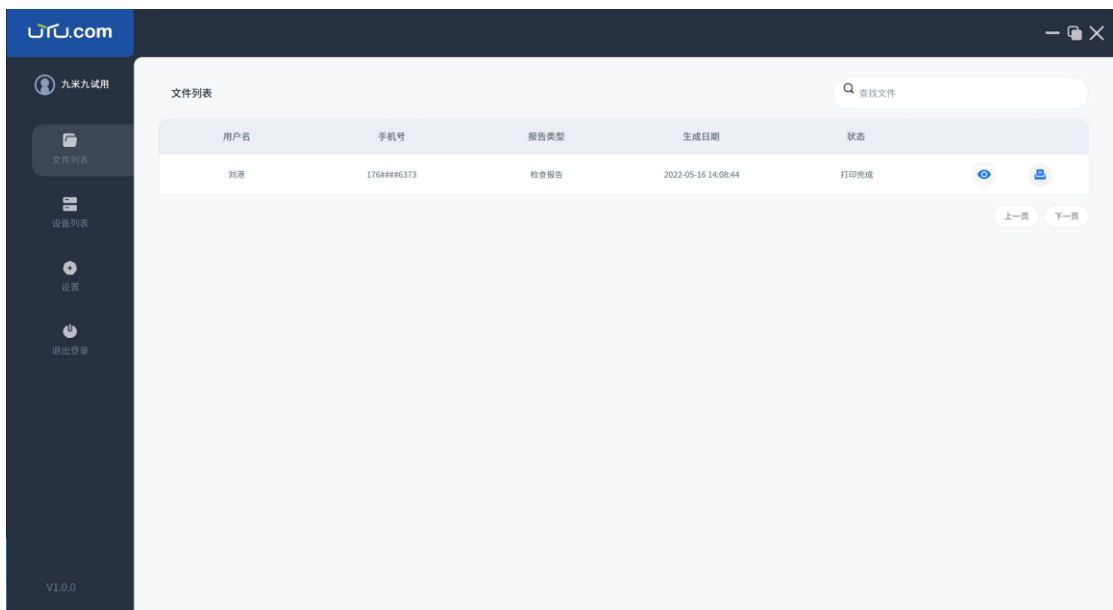 .com
九米九试用
文件列表
设备列表
设置
退出登录
V1.0.0
文件列表
查找文件
用户名 手机号 报告类型 生成日期 状态
刘港 176####6373 检查报告 2022-05-16 14:08:44 打印完成
上一页 下一页